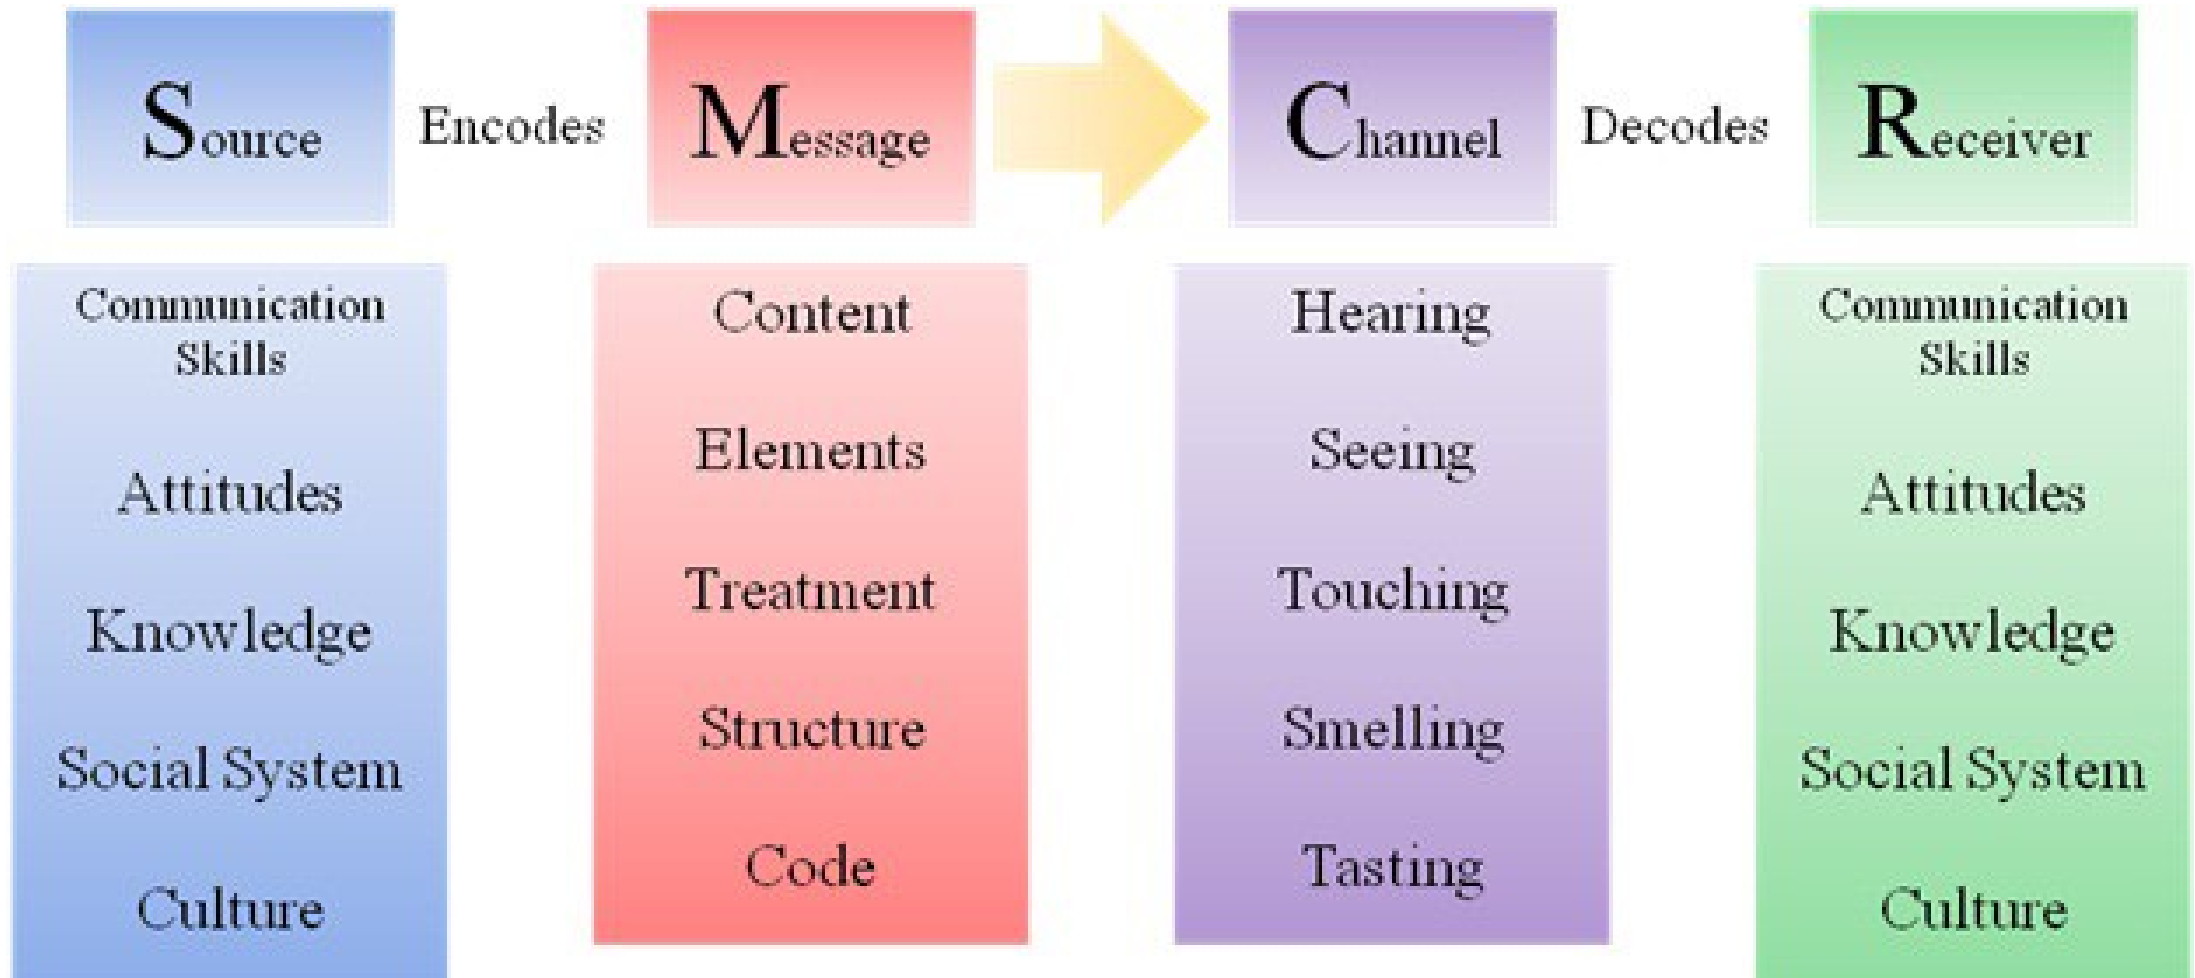 Source Encodes Message Channel Decodes Receiver
Communication
Skills
Attitudes
Knowledge
Social System
Culture
Content
Elements
Treatment
Structure
Code
Hearing
Seeing
Touching
Smelling
Tasting
Communication
Skills
Attitudes
Knowledge
Social System
Culture